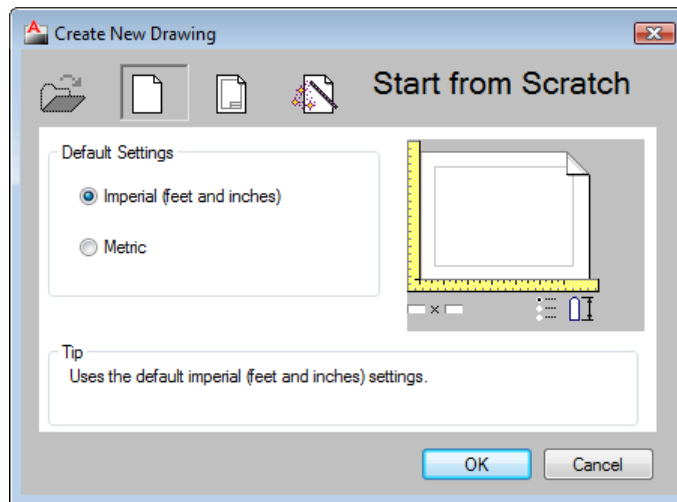 Create New Drawing
Start from Scratch
Default Settings
Imperial (feet and inches)
Metric
Tip
Uses the default imperial (feet and inches) settings.
OK
Cancel